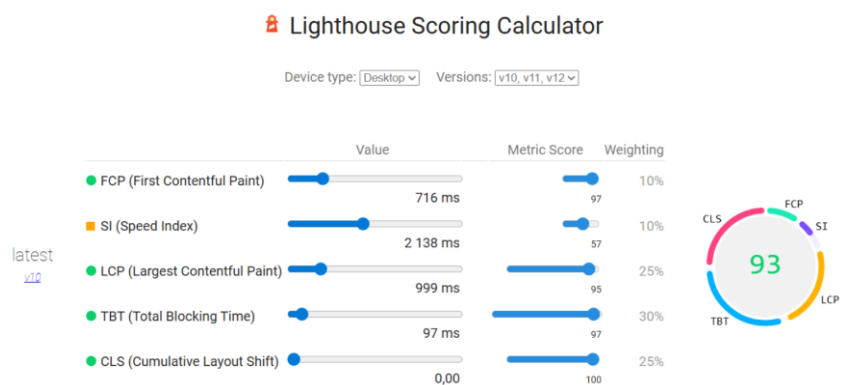 Lighthouse Scoring Calculator
Device type: Desktop Versions: v10, v11, v12
Value Metric Score Weighting
FCP (First Contentful Paint) 10%
716 ms 97
SI (Speed Index) 10%
2 138 ms 57
latest
v10
LCP (Largest Contentful Paint) 25%
999 ms 95
TBT (Total Blocking Time) 30%
97 ms 97
CLS (Cumulative Layout Shift) 25%
0,00 100
FCP
CLS
SI
93
LCP
TBT